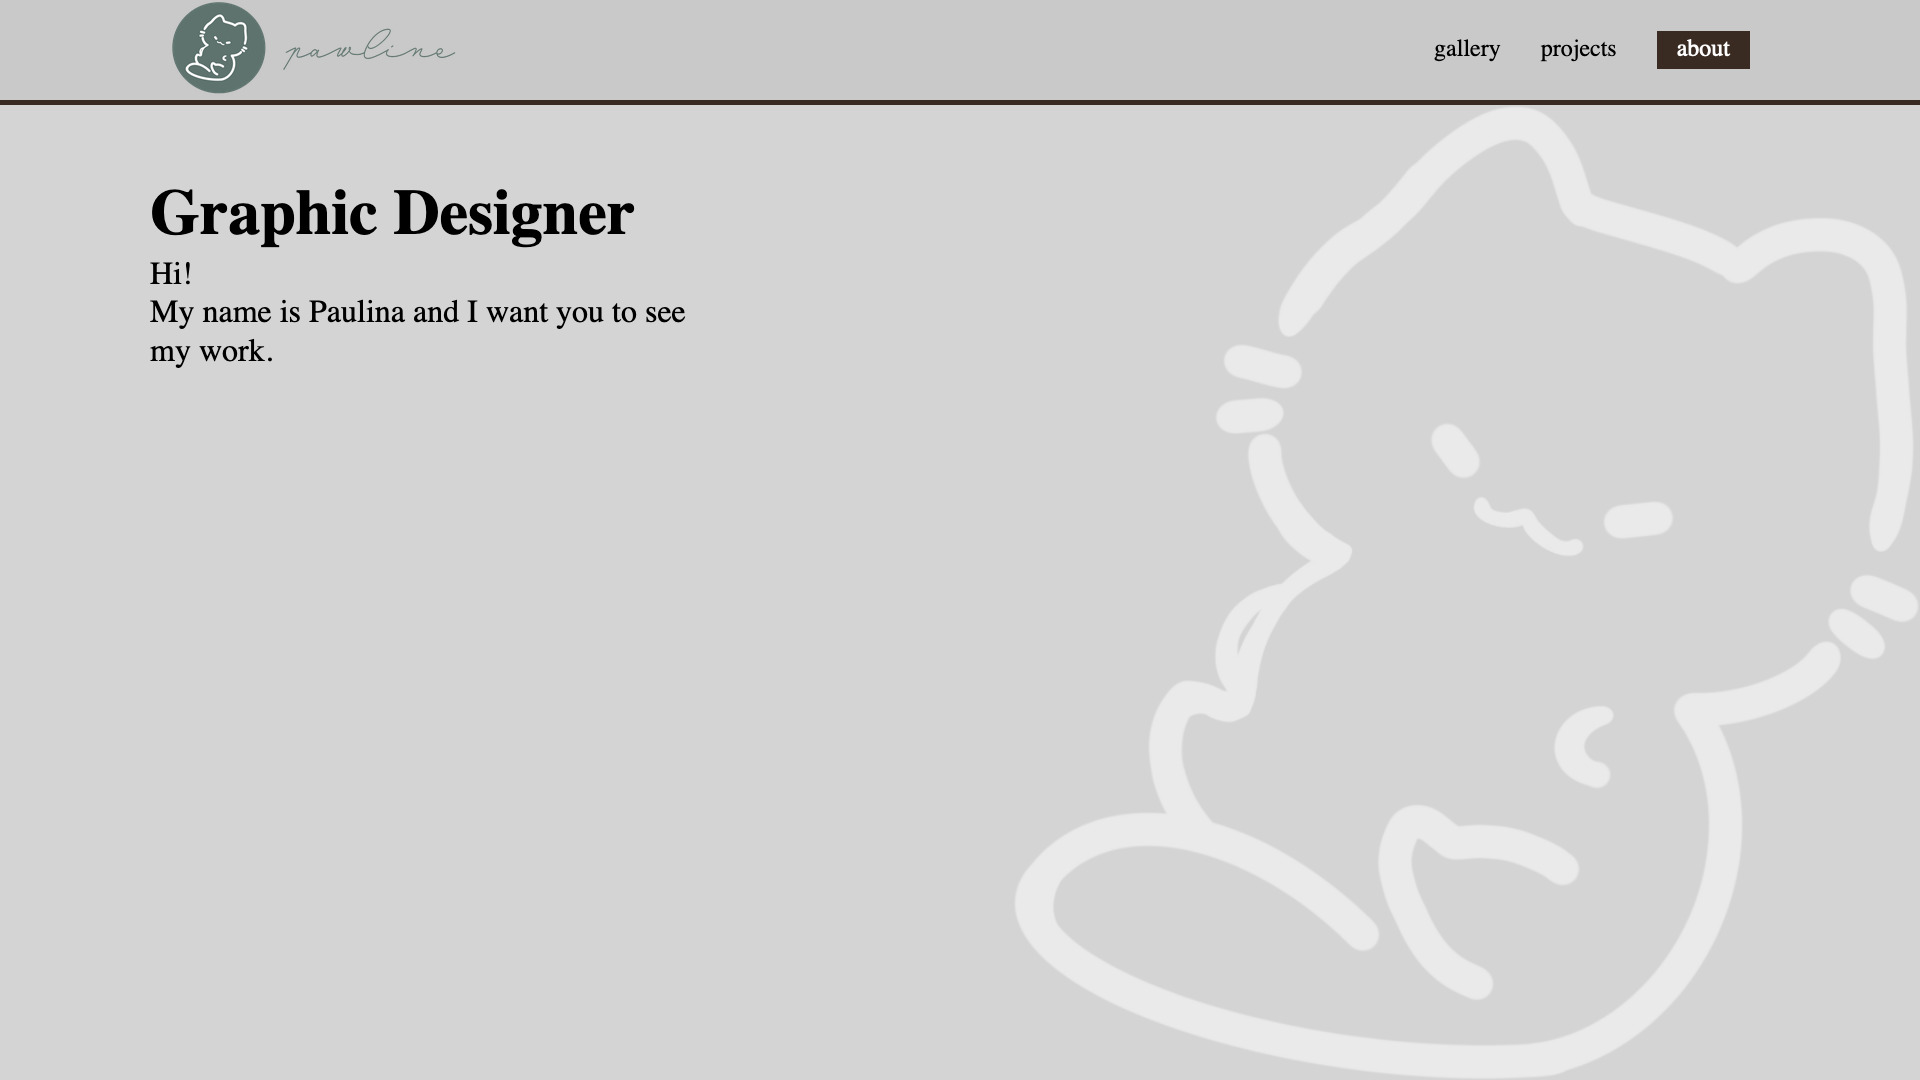 pawline
gallery projects about
Graphic Designer
Hi!
My name is Paulina and I want you to see
my work.